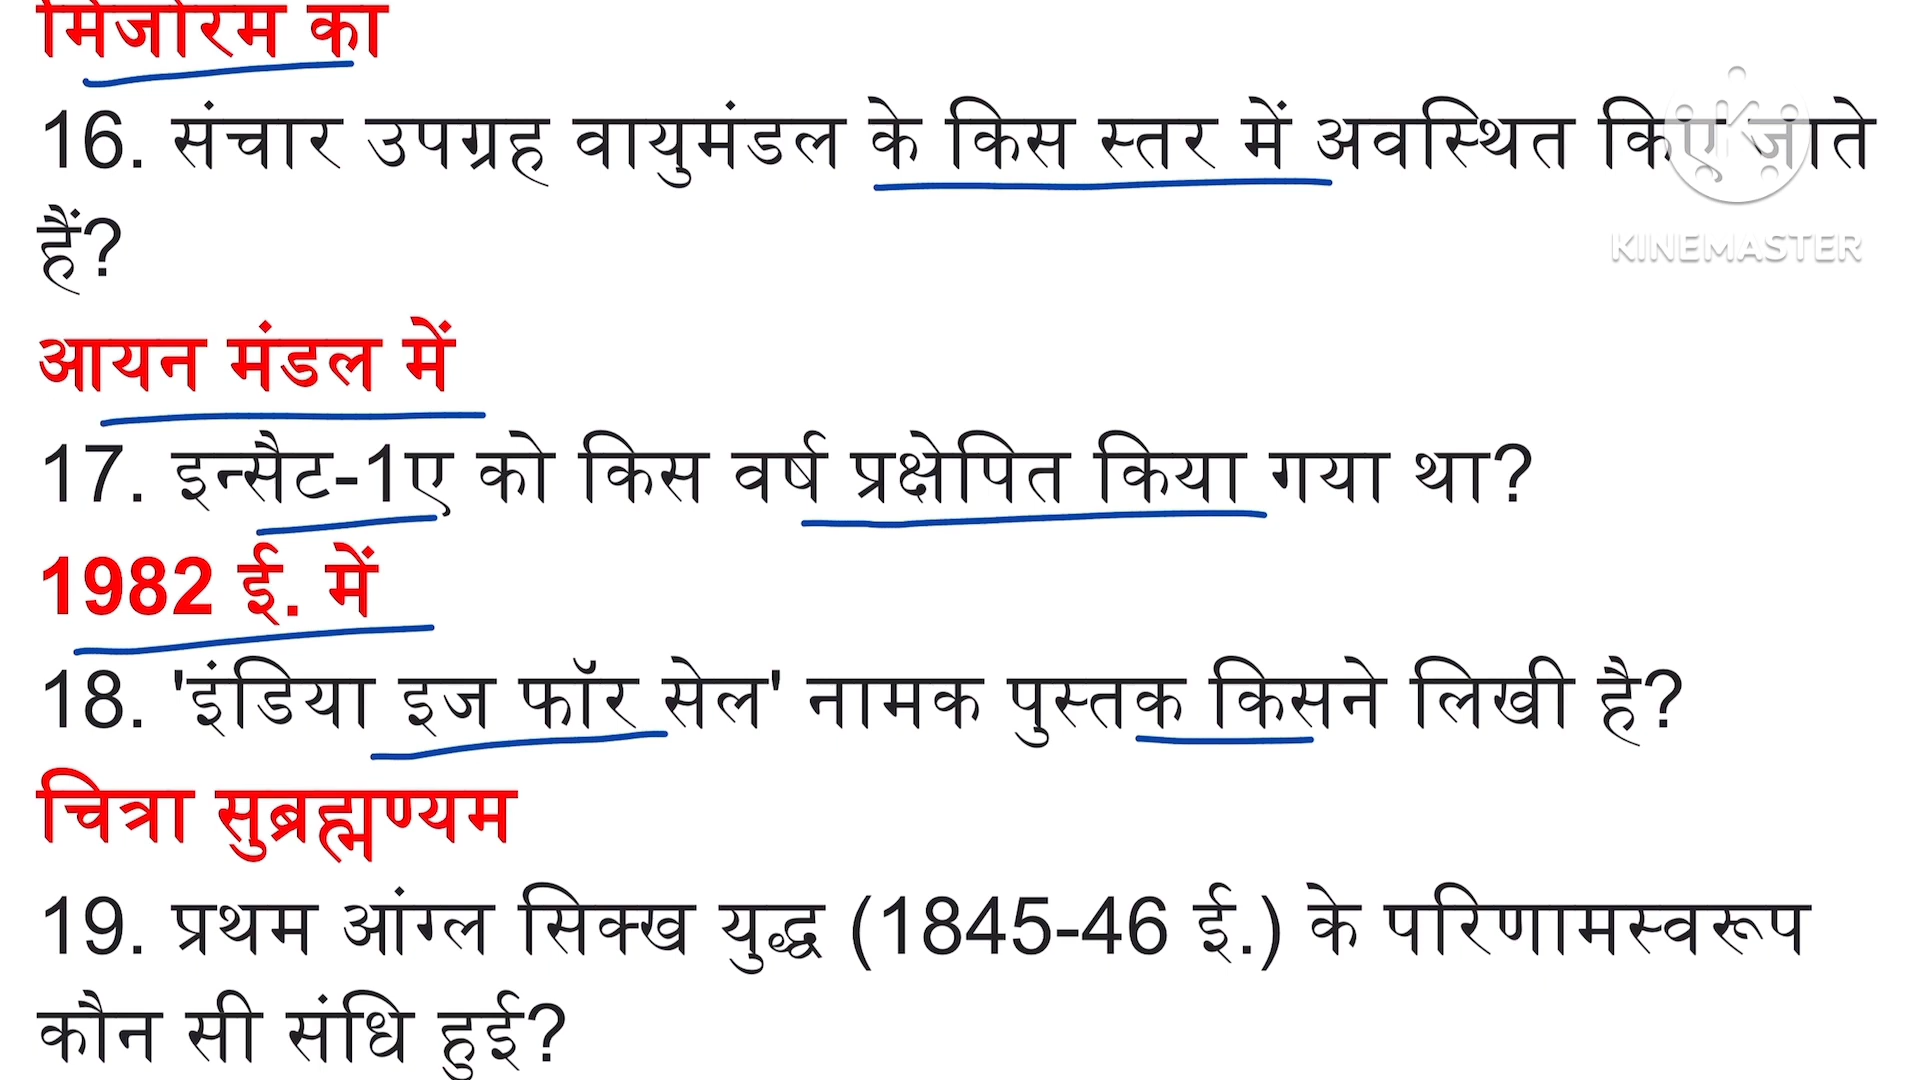 मिजोरम का
16. संचार उपग्रह वायुमंडल के किस स्तर में अवस्थित किए जाते
हैं?
KINEMASTER
आयन मंडल में
17. इन्सैट-1ए को किस वर्ष प्रक्षेपित किया गया था?
1982 ई. में
18. 'इंडिया इज फॉर सेल' नामक पुस्तक किसने लिखी है?
चित्रा सुब्रह्मण्यम
19. प्रथम आंग्ल सिक्ख युद्ध (1845-46 ई.) के परिणामस्वरूप
कौन सी संधि हुई?